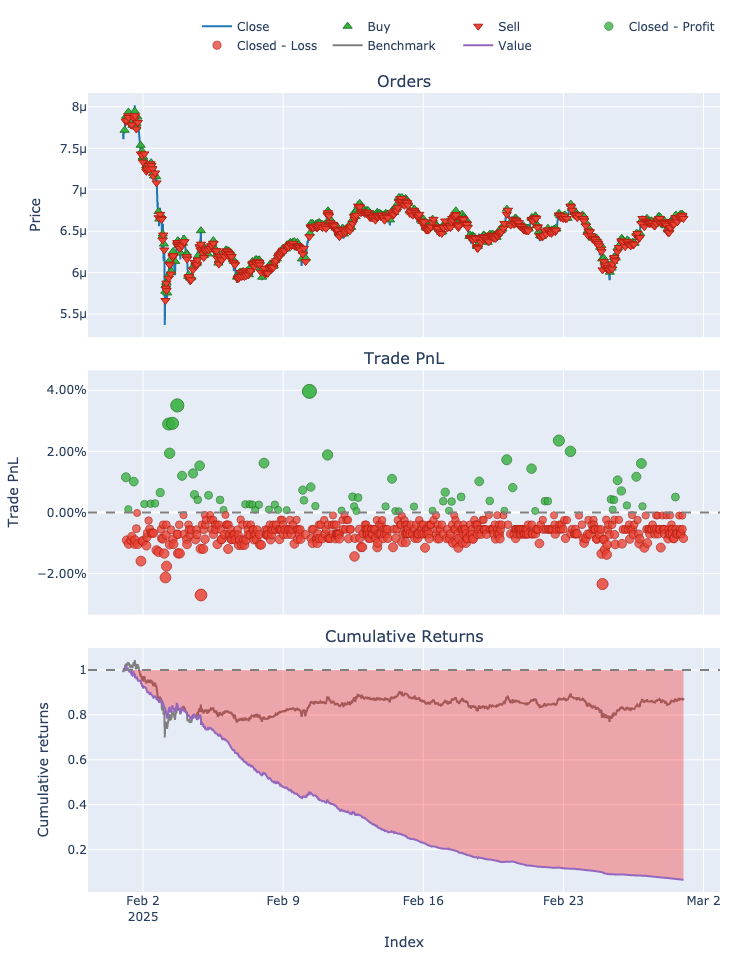 Close Buy Sell Closed - Profit
Closed - Loss Benchmark Value
Orders
8μ
7.5μ
7μ
6.5μ
6μ
5.5μ
Price
Trade PnL
4.00%
2.00%
0.00%
−2.00%
Trade PnL
Cumulative Returns
1
0.8
0.6
0.4
0.2
Cumulative returns
Feb 2 Feb 9 Feb 16 Feb 23 Mar 2
2025
Index